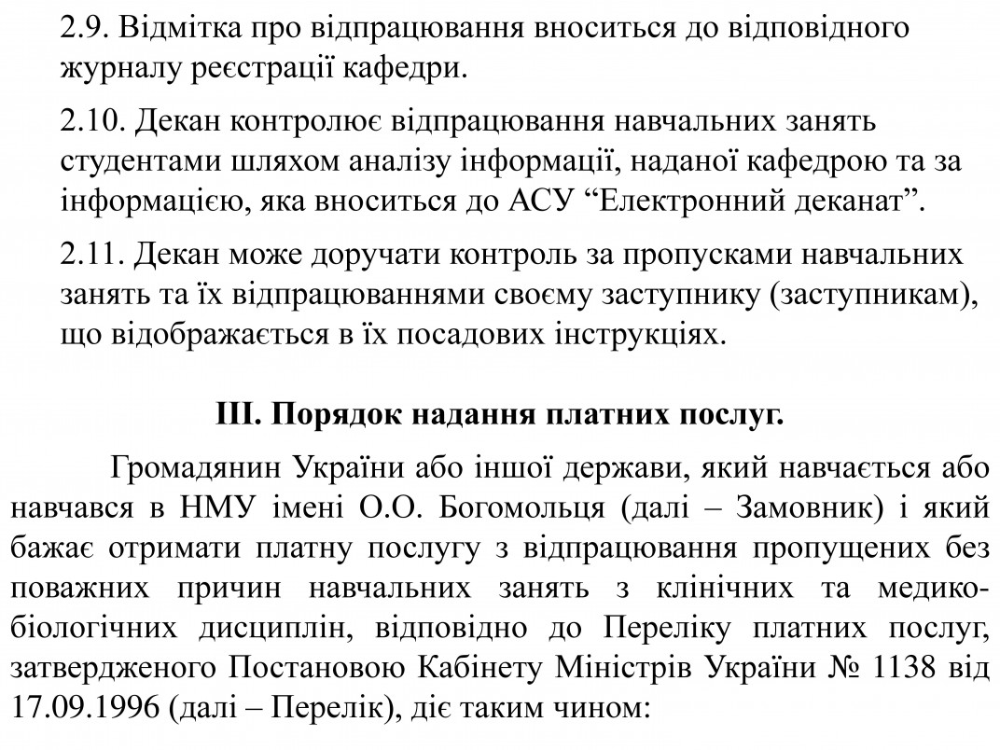 2.9. Відмітка про відпрацювання вноситься до відповідного
журналу реєстрації кафедри.
2.10. Декан контролює відпрацювання навчальних занять
студентами шляхом аналізу інформації, наданої кафедрою та за
інформацією, яка вноситься до АСУ “Електронний деканат”.
2.11. Декан може доручати контроль за пропусками навчальних
занять та їх відпрацюваннями своєму заступнику (заступникам),
що відображається в їх посадових інструкціях.
III. Порядок надання платних послуг.
Громадянин України або іншої держави, який навчається або
навчався в НМУ імені О.О. Богомольця (далі – Замовник) і який
бажає отримати платну послугу з відпрацювання пропущених без
поважних причин навчальних занять з клінічних та медико-
біологічних дисциплін, відповідно до Переліку платних послуг,
затвердженого Постановою Кабінету Міністрів України № 1138 від
17.09.1996 (далі – Перелік), діє таким чином: